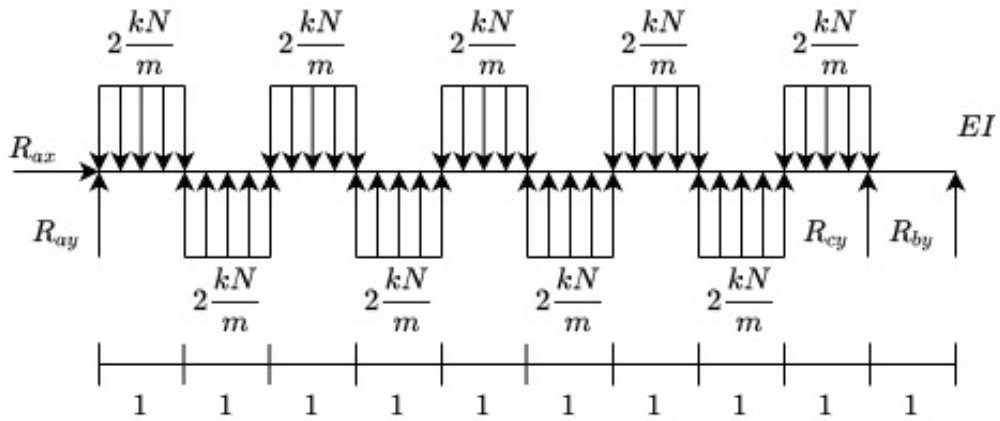 2 kN/m 2 kN/m 2 kN/m 2 kN/m 2 kN/m
EI
R_ax
R_ay R_cy R_by
2 kN/m 2 kN/m 2 kN/m 2 kN/m
1 1 1 1 1 1 1 1 1 1